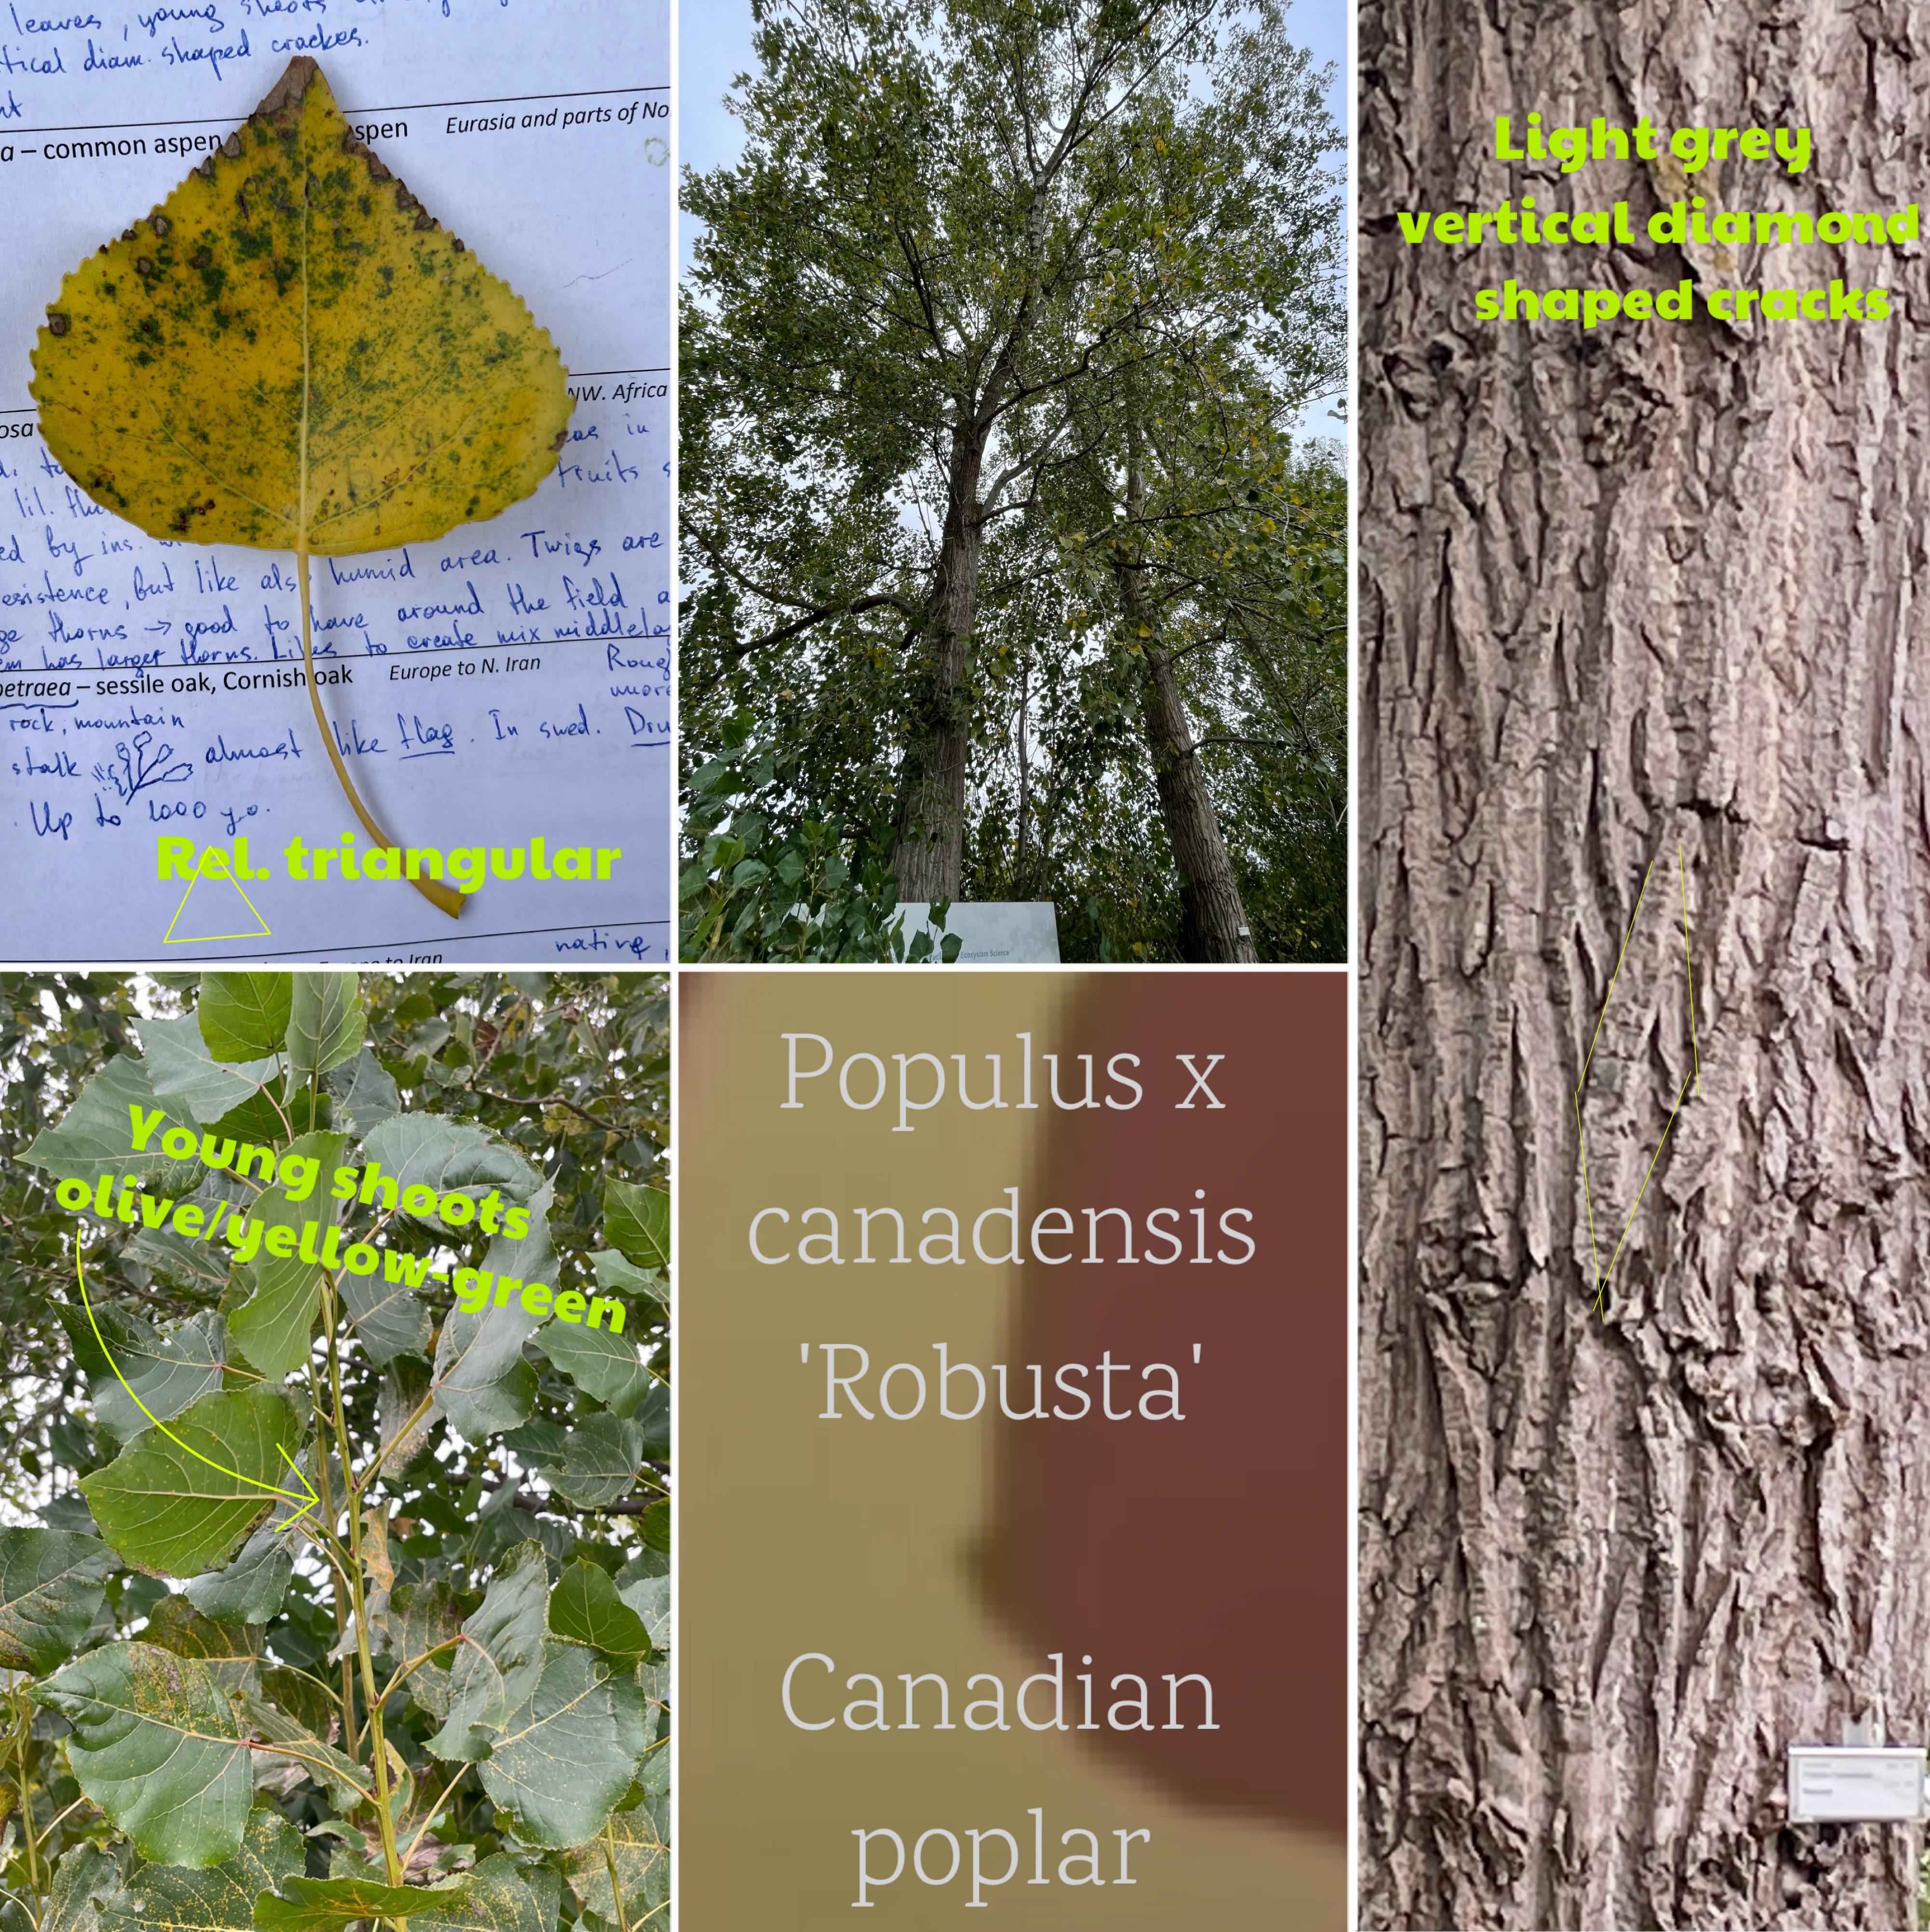 leaves, young shoots
tical diam. shaped crackes.
a – common aspen spen Eurasia and parts of No
NW. Africa
osa
as in
fruits s
lil.
ed by ins.
esistence, but like als humid area. Twigs are
ge thorns → good to have around the field a
em has larger thorns. Likes to create mix middle
petraea – sessile oak, Cornish oak Europe to N. Iran
Roug
rock, mountain
more
stalk almost like flag. In swed. Dru
Up to 1000 y.o.
Rel. triangular
native,
to Iran
Ecosystem Science
Light grey
vertical diamond
shaped cracks
Young shoots
olive/yellow-green
Populus x
canadensis
'Robusta'
Canadian
poplar